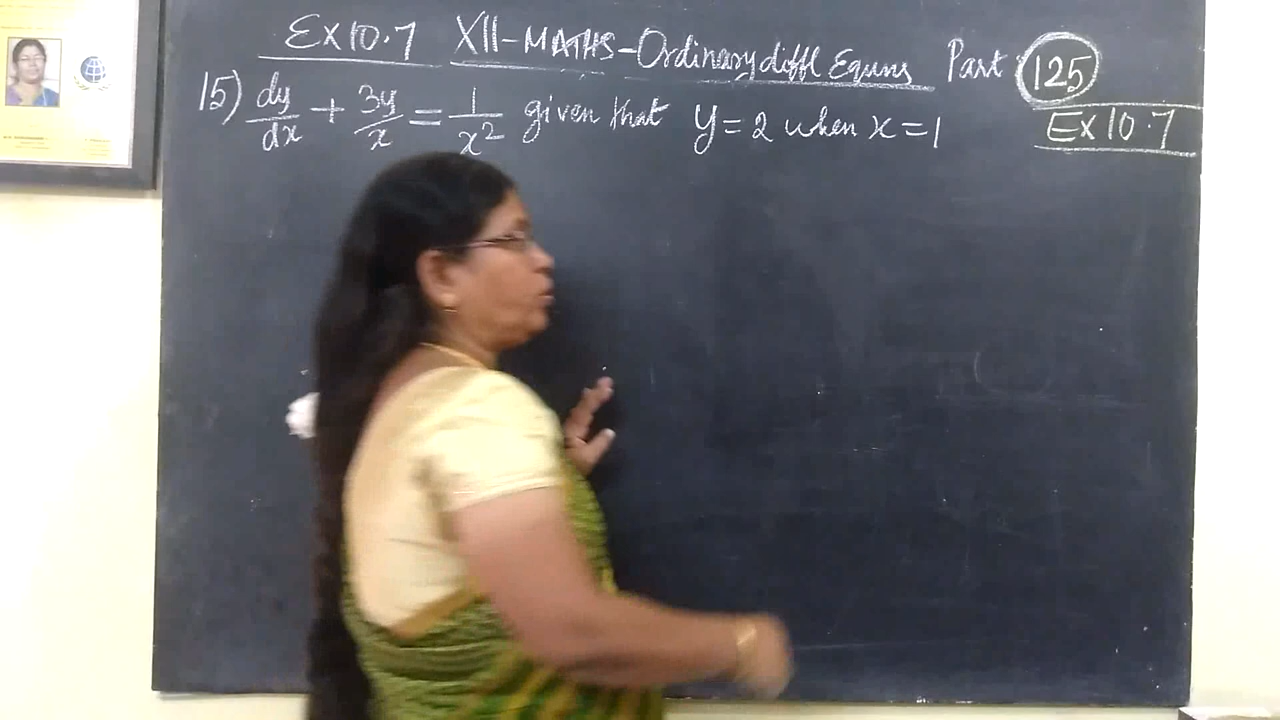 Ex 10.7 XII-MATHS-Ordinary diffl Equns Part 125
Ex 10.7
15) dy/dx + 3y/x = 1/x² given that y = 2 when x = 1